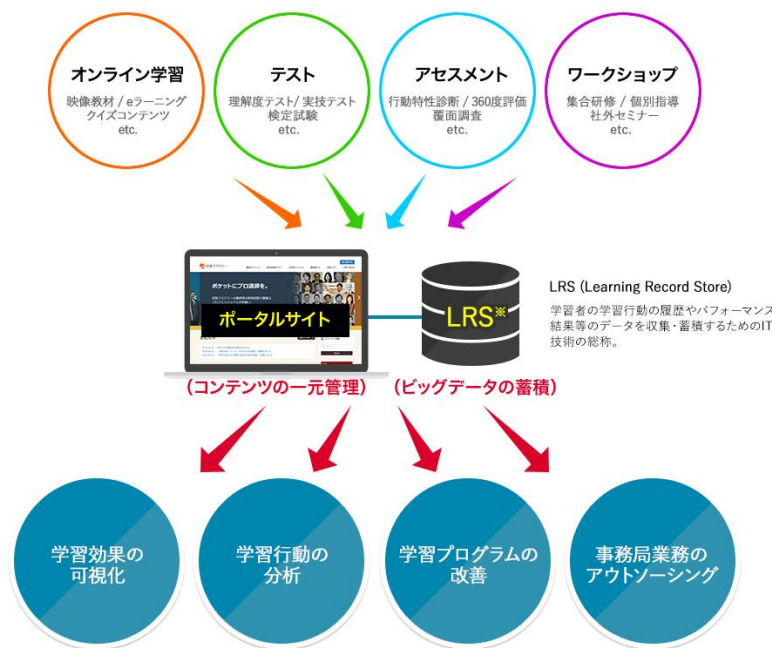 オンライン学習
映像教材 / eラーニング
クイズコンテンツ
etc.
テスト
理解度テスト/ 実技テスト
検定試験
etc.
アセスメント
行動特性診断 / 360度評価
覆面調査
etc.
ワークショップ
集合研修 / 個別指導
社外セミナー
etc.
ポケットにプロ講師を。
ポータルサイト
LRS※
LRS (Learning Record Store)
学習者の学習行動の履歴やパフォーマンス
結果等のデータを収集・蓄積するためのIT
技術の総称。
(コンテンツの一元管理)
(ビッグデータの蓄積)
学習効果の
可視化
学習行動の
分析
学習プログラムの
改善
事務局業務の
アウトソーシング